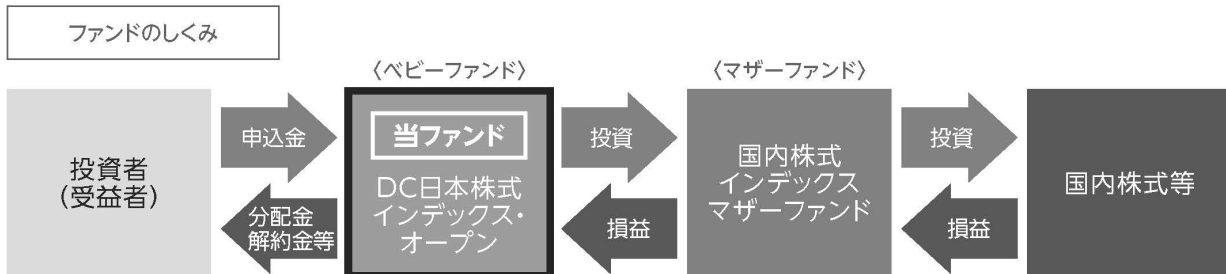 ファンドのしくみ
〈ベビーファンド〉
〈マザーファンド〉
投資者
（受益者）
申込金
分配金
解約金等
当ファンド
DC日本株式
インデックス・
オープン
投資
損益
国内株式
インデックス
マザーファンド
投資
損益
国内株式等